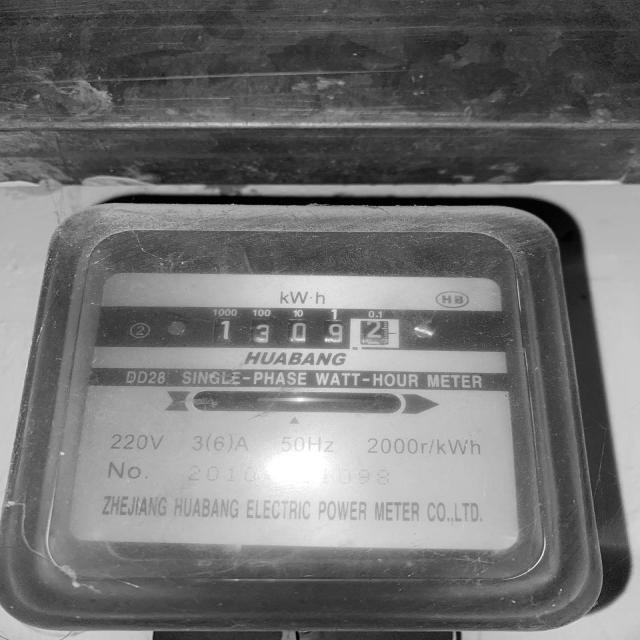 kW·h
HB
1000 100 10 1 0.1
② 1 3 0 9 2
HUABANG
DD28 SINGLE-PHASE WATT-HOUR METER
220V 3(6)A 50Hz 2000r/kWh
No.
ZHEJIANG HUABANG ELECTRIC POWER METER CO.,LTD.